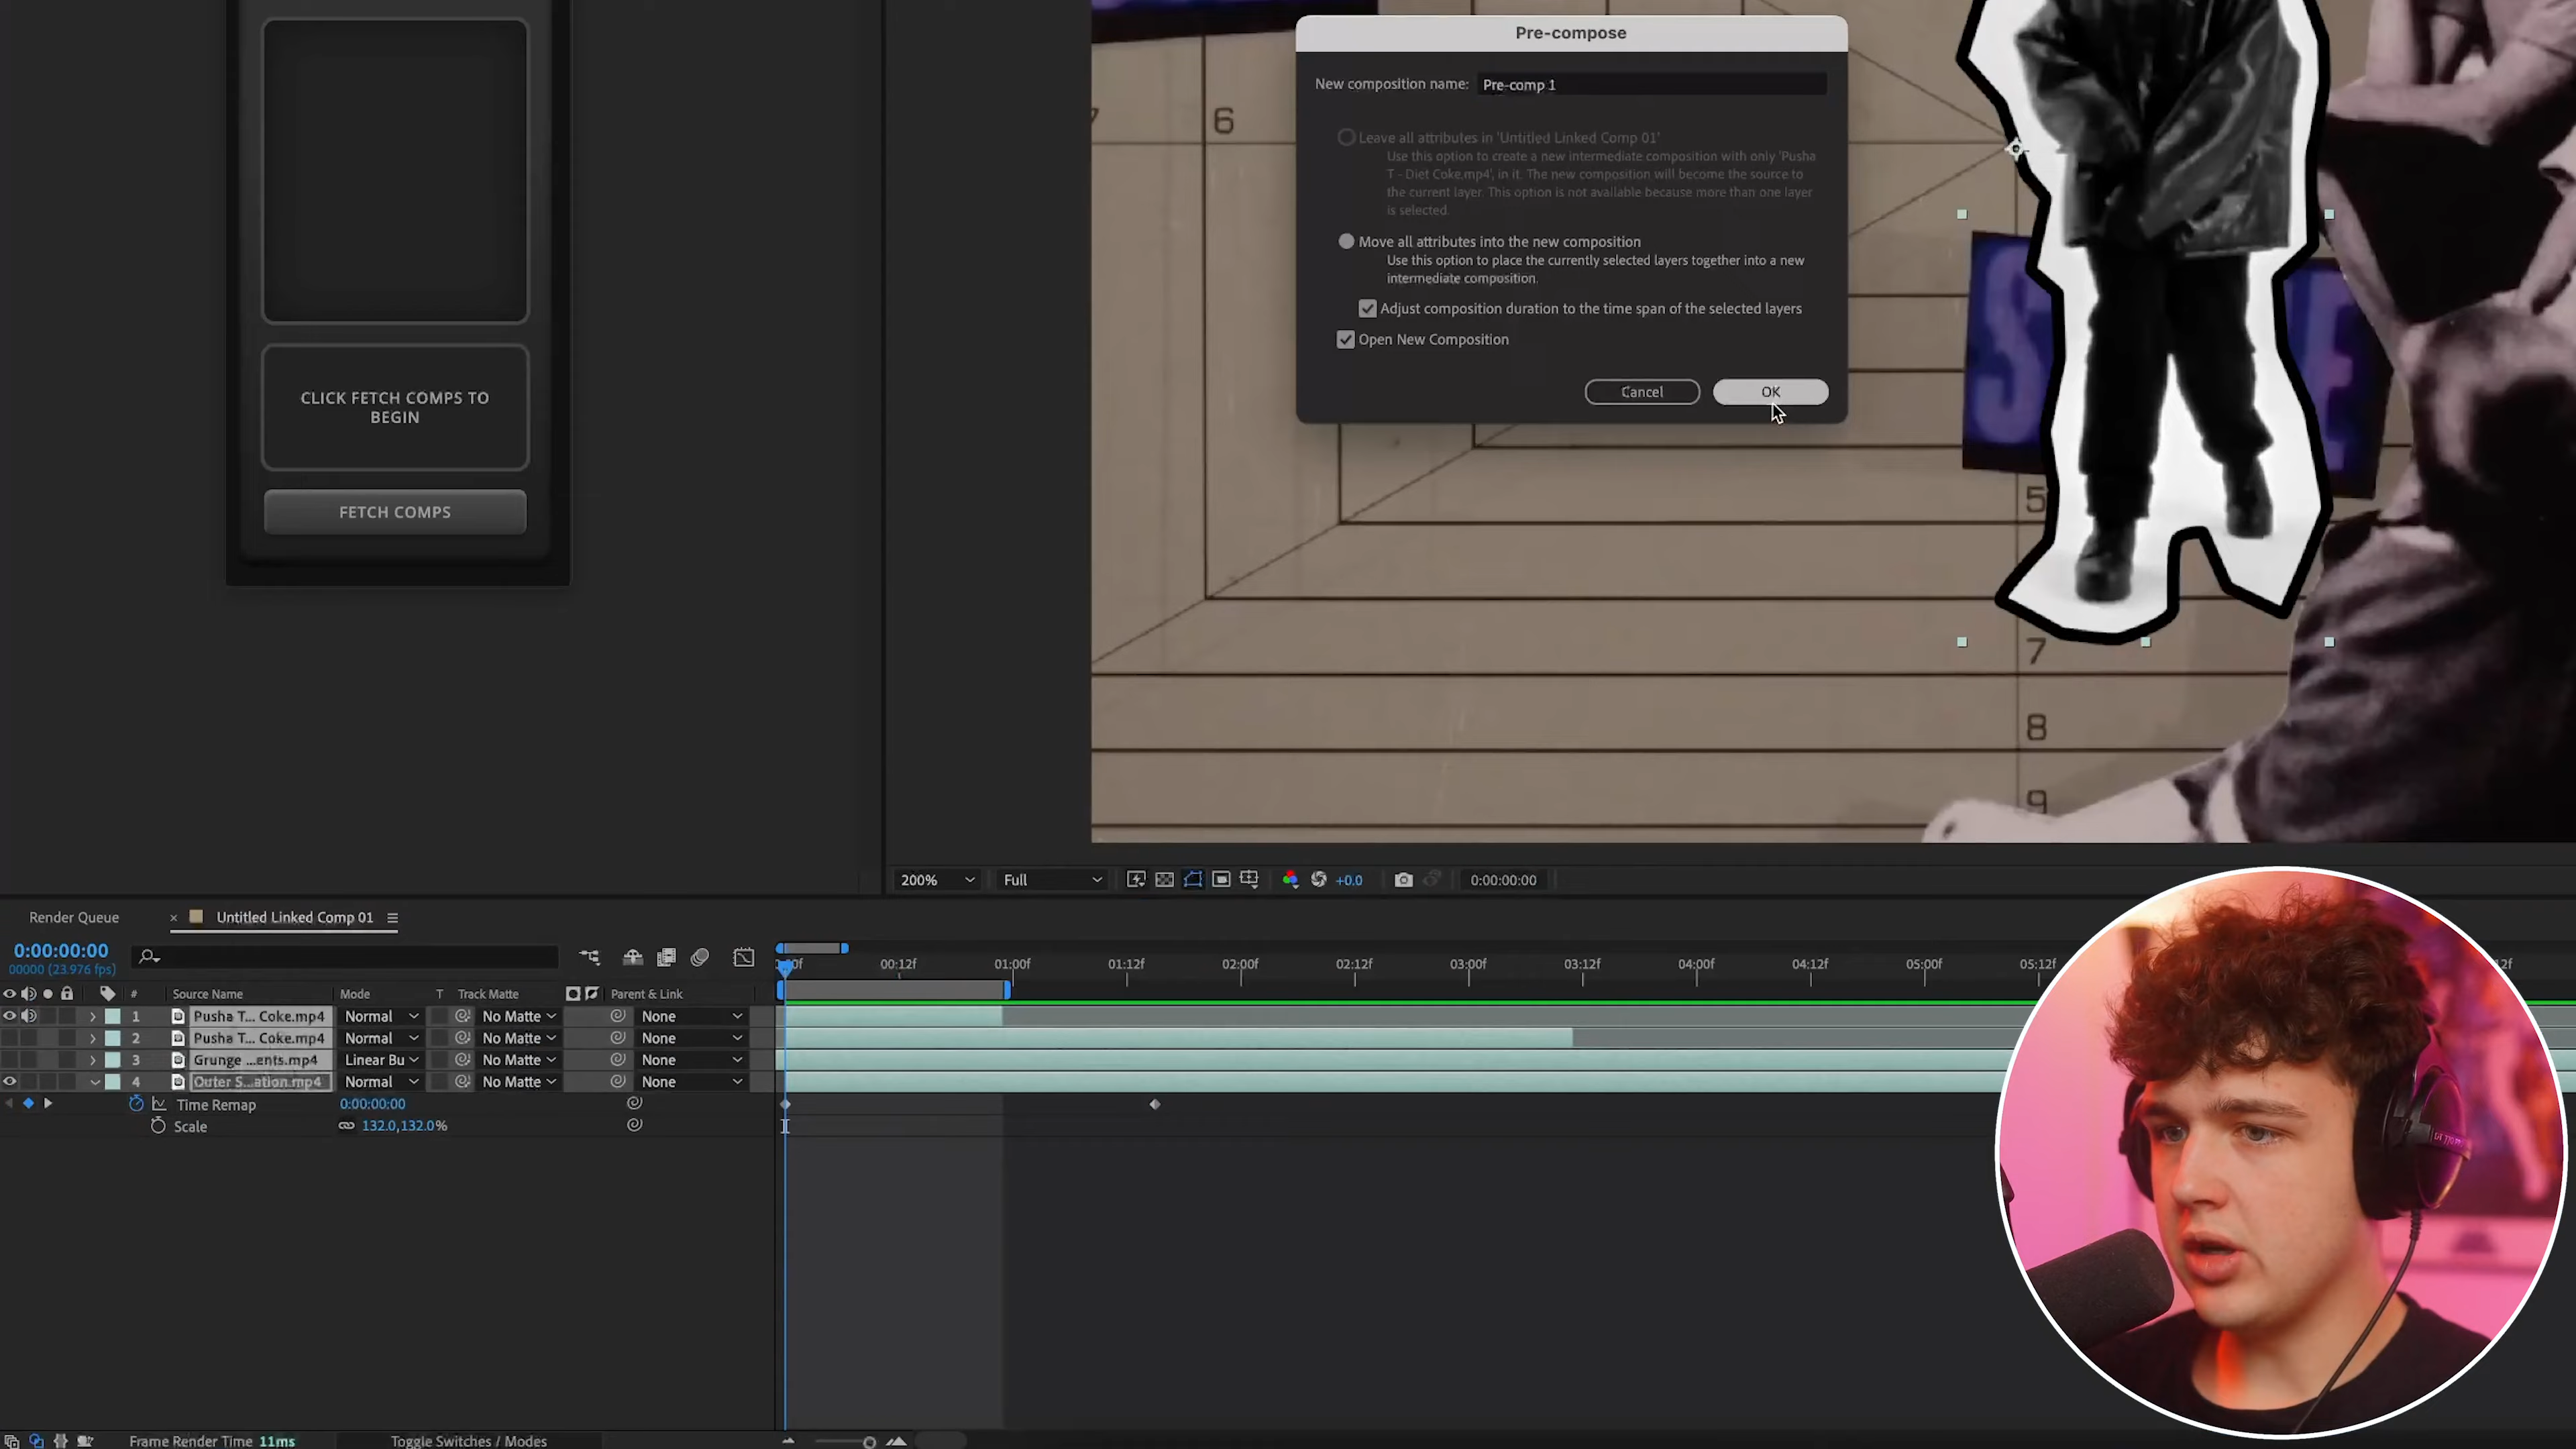 Pre-compose
New composition name: Pre-comp 1
Leave all attributes in 'Untitled Linked Comp 01'
Use this option to create a new intermediate composition with only 'Pusha
T - Diet Coke.mp4', in it. The new composition will become the source to
the current layer. This option is not available because more than one layer
is selected.
Move all attributes into the new composition
Use this option to place the currently selected layers together into a new
intermediate composition.
Adjust composition duration to the time span of the selected layers
Open New Composition
Cancel
OK
CLICK FETCH COMPS TO
BEGIN
FETCH COMPS
6
5
7
8
9
200%
Full
+0.0
0:00:00:00
Render Queue
Untitled Linked Comp 01
0:00:00:00
00000 (23.976 fps)
00:12f
01:00f
01:12f
02:00f
02:12f
03:00f
03:12f
04:00f
04:12f
05:00f
05:12f
# Source Name Mode T Track Matte Parent & Link
1 Pusha T... Coke.mp4 Normal No Matte None
2 Pusha T... Coke.mp4 Normal No Matte None
3 Grunge ...ents.mp4 Linear Bu No Matte None
4 Outer S...ation.mp4 Normal No Matte None
Time Remap 0:00:00:00
Scale 132.0,132.0%
Frame Render Time 11ms
Toggle Switches / Modes